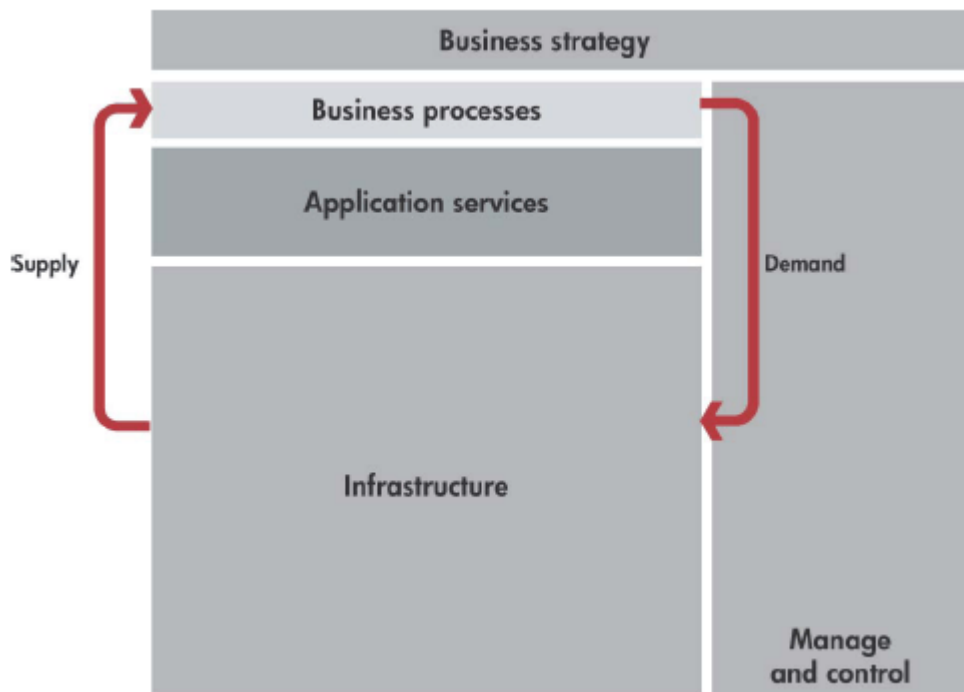 Business strategy
Business processes
Application services
Supply
Demand
Infrastructure
Manage
and control